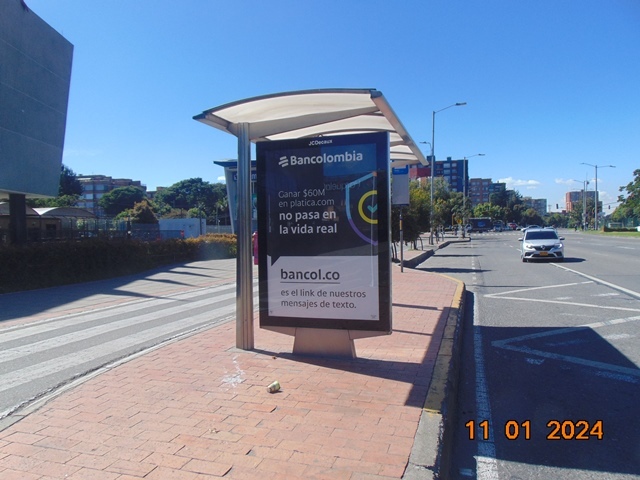 JCDecaux
Bancolombia
Ganar $60M
en platica.com
no pasa en
la vida real
bancol.co
es el link de nuestros
mensajes de texto.
11 01 2024